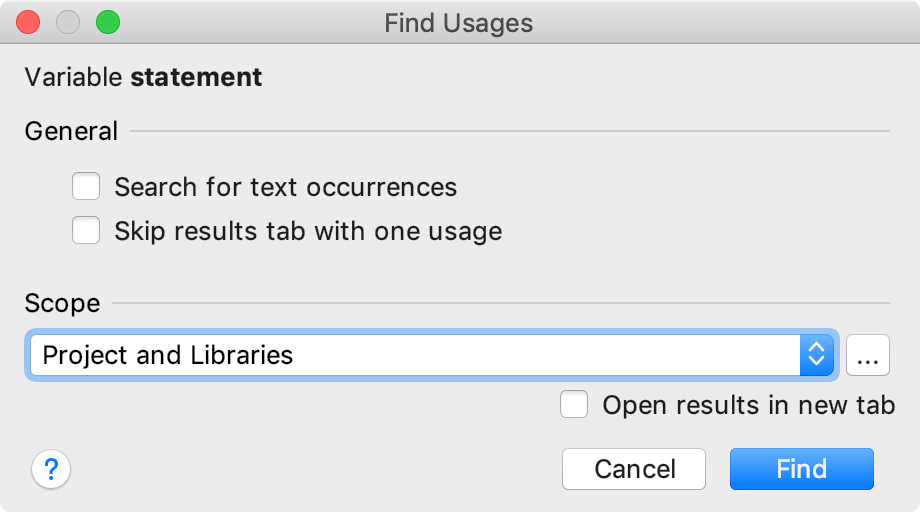 Find Usages
Variable statement
General
Search for text occurrences
Skip results tab with one usage
Scope
Project and Libraries
...
Open results in new tab
?
Cancel
Find